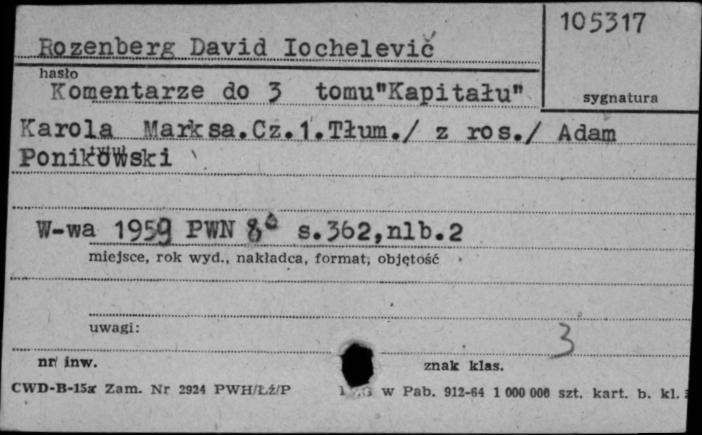 105317
Rozenberg David Iochelevič
hasło
Komentarze do 3 tomu"Kapitału"
sygnatura
Karola Marksa.Cz.1.Tłum./ z ros./ Adam
Ponikowski
W-wa 1959 PWN 8° s.362,nlb.2
miejsce, rok wyd., nakładca, format, objętość
uwagi:
3
nr inw.
znak klas.
CWD-B-15a Zam. Nr 2924 PWH/Łż/P w Pab. 912-64 1 000 000 szt. kart. b. kl.